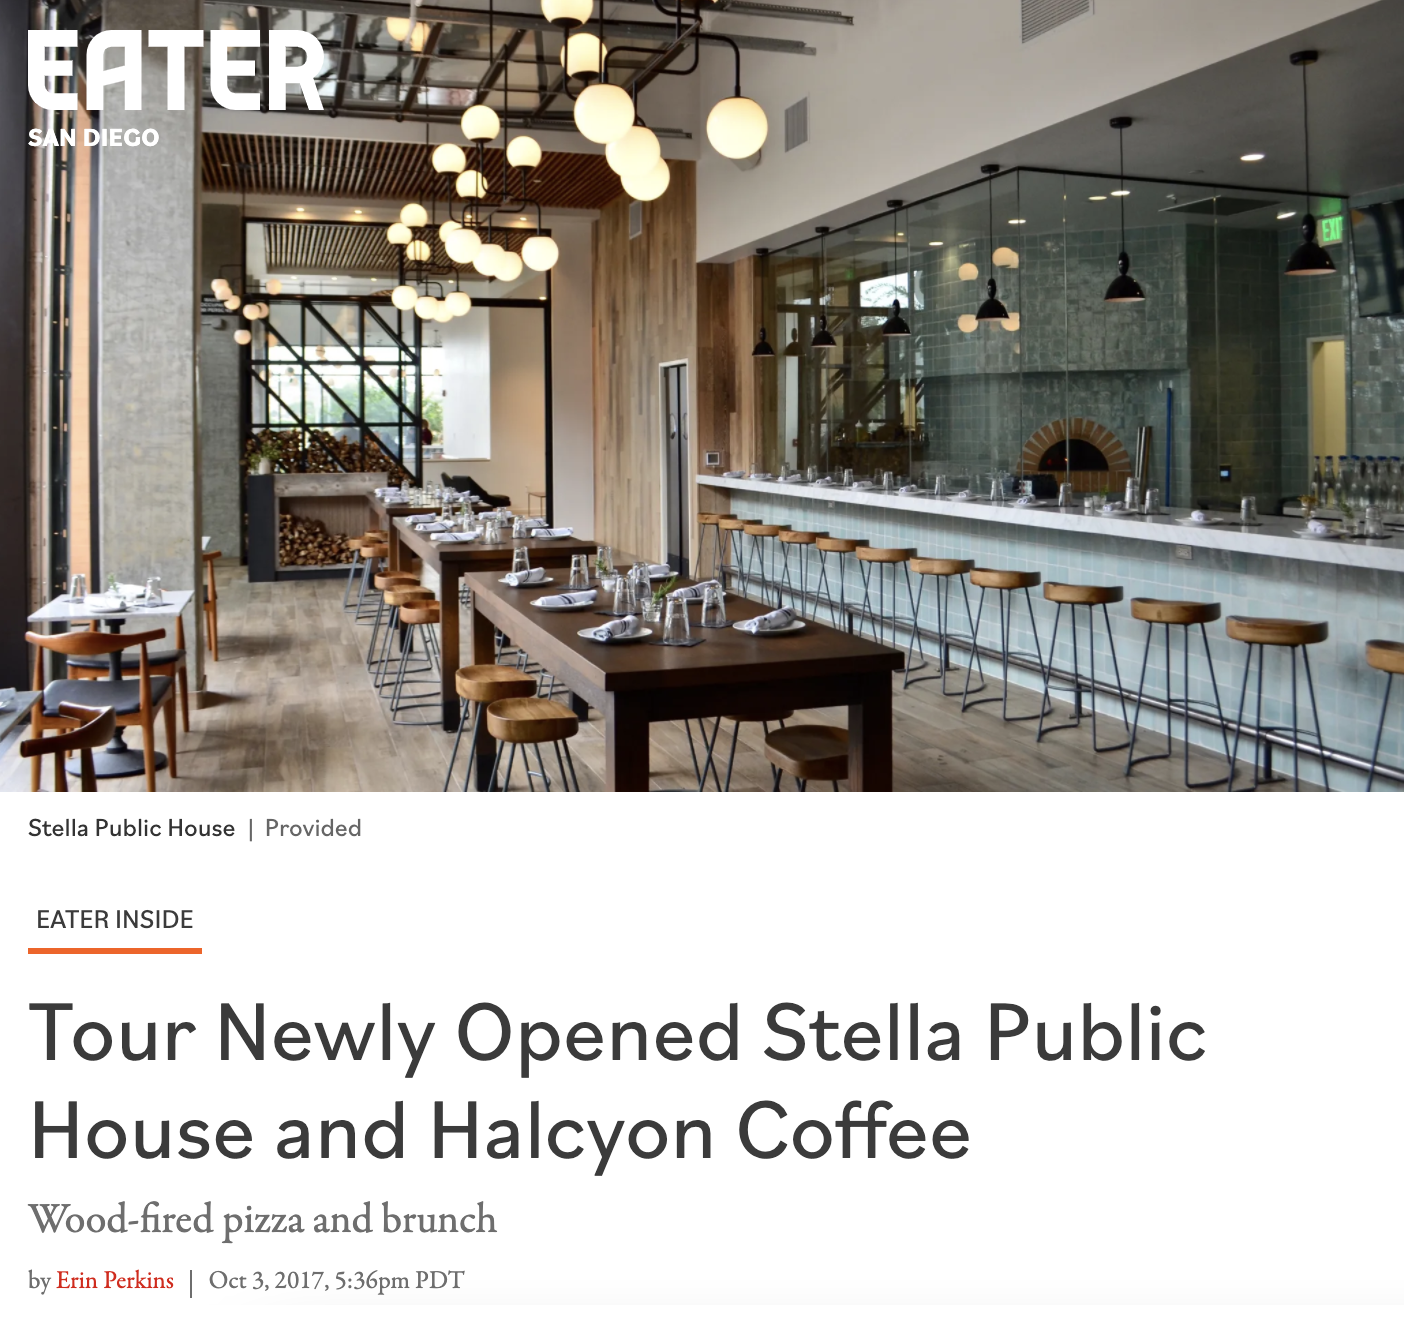 EATER
SAN DIEGO
EXIT
Stella Public House | Provided
EATER INSIDE
Tour Newly Opened Stella Public
House and Halcyon Coffee
Wood-fired pizza and brunch
by Erin Perkins | Oct 3, 2017, 5:36pm PDT